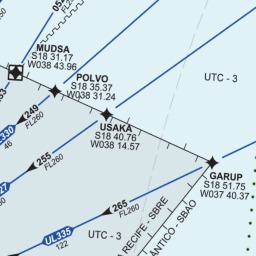 MUDSA
S18 31.17
W038 43.96
POLVO
S18 35.37
W038 31.24
UTC - 3
USAKA
S18 40.76
W038 14.57
249
FL260
46
255
FL260
GARUP
S18 51.75
W037 40.37
265
FL260
UL335
122
UTC - 3
A RECIFE - SBRE
ÂNTICO - SBAO